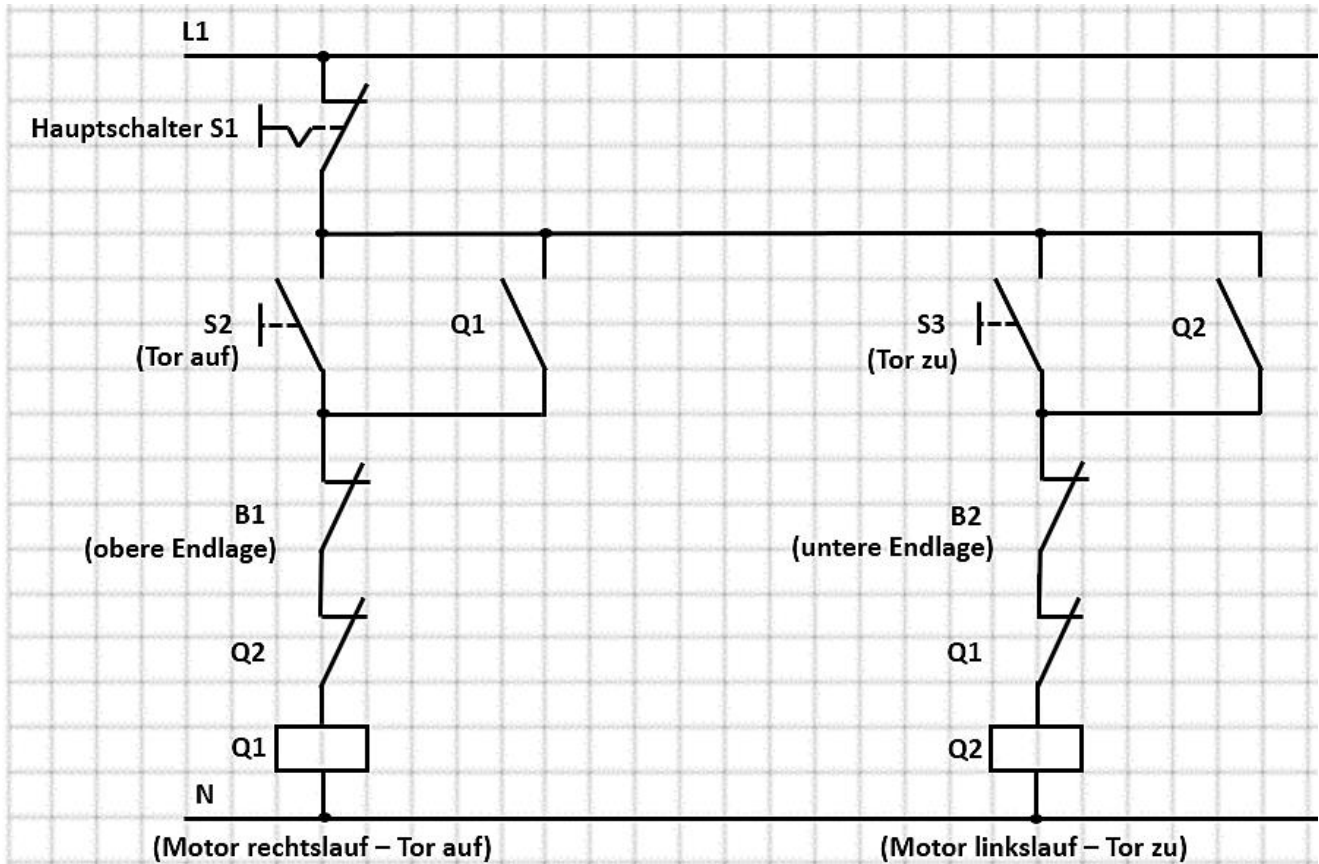 L1
Hauptschalter S1
S2
(Tor auf)
Q1
S3
(Tor zu)
Q2
B1
(obere Endlage)
B2
(untere Endlage)
Q2
Q1
Q1
Q2
N
(Motor rechtslauf – Tor auf)
(Motor linkslauf – Tor zu)